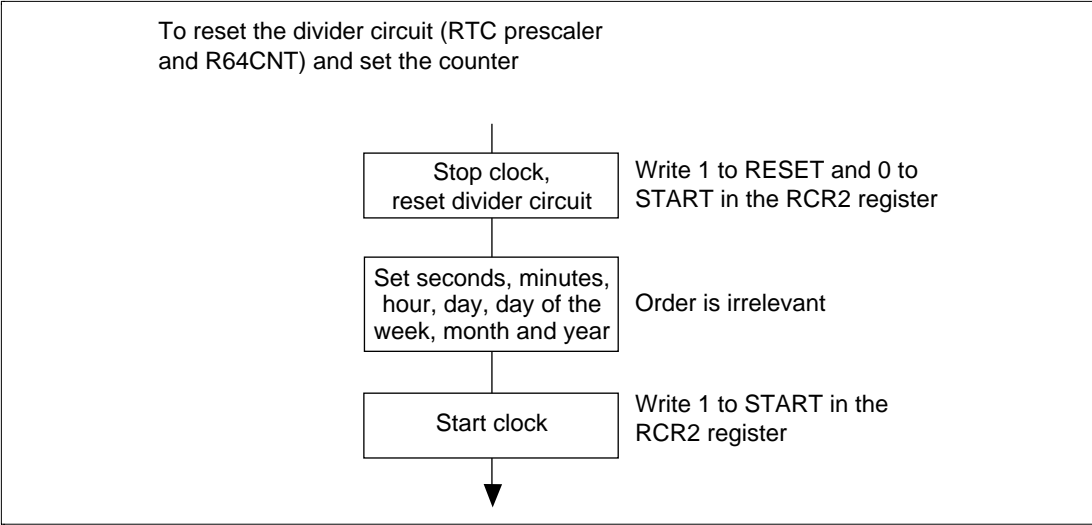 To reset the divider circuit (RTC prescaler
and R64CNT) and set the counter
Stop clock,
reset divider circuit
Write 1 to RESET and 0 to
START in the RCR2 register
Set seconds, minutes,
hour, day, day of the
week, month and year
Order is irrelevant
Start clock
Write 1 to START in the
RCR2 register